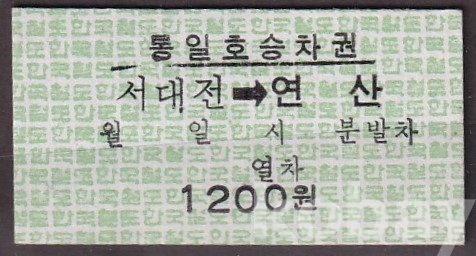 통일호승차권
서대전➡연 산
월 일 시 분발차
열차
1200원